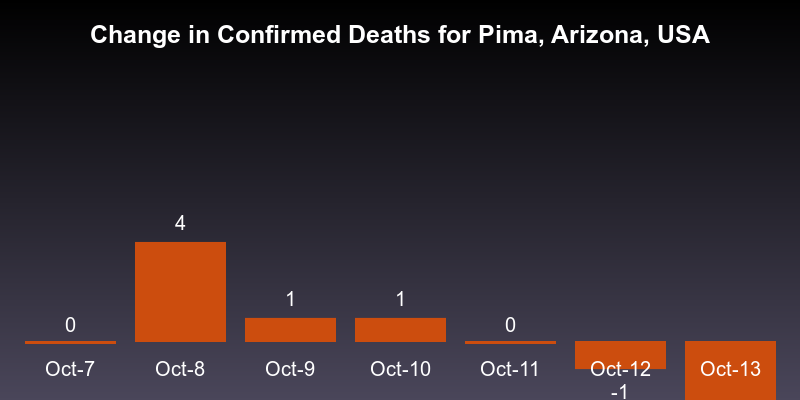 Change in Confirmed Deaths for Pima, Arizona, USA
4
1
1
0
0
Oct-7
Oct-8
Oct-9
Oct-10
Oct-11
Oct-12
Oct-13
-1